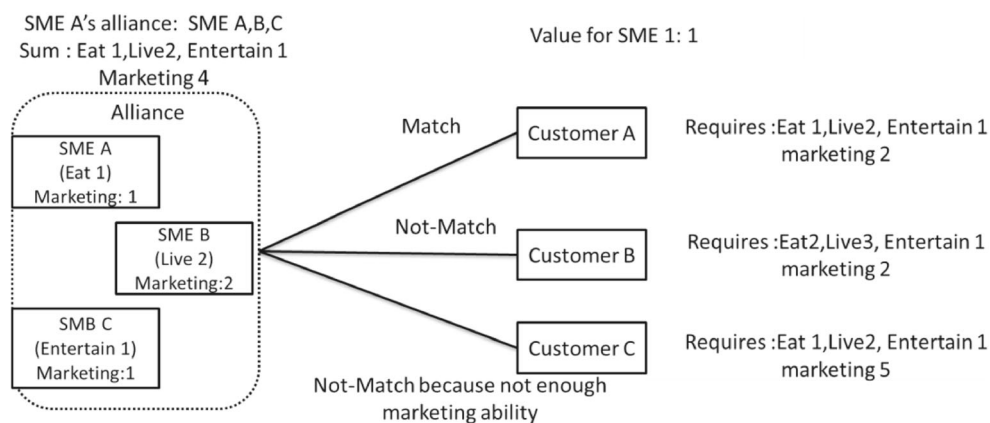 SME A's alliance: SME A,B,C
Sum : Eat 1,Live2, Entertain 1
Marketing 4
Value for SME 1: 1
Alliance
SME A
(Eat 1)
Marketing: 1
SME B
(Live 2)
Marketing:2
SMB C
(Entertain 1)
Marketing:1
Match
Not-Match
Not-Match because not enough
marketing ability
Customer A
Requires :Eat 1,Live2, Entertain 1
marketing 2
Customer B
Requires :Eat2,Live3, Entertain 1
marketing 2
Customer C
Requires :Eat 1,Live2, Entertain 1
marketing 5